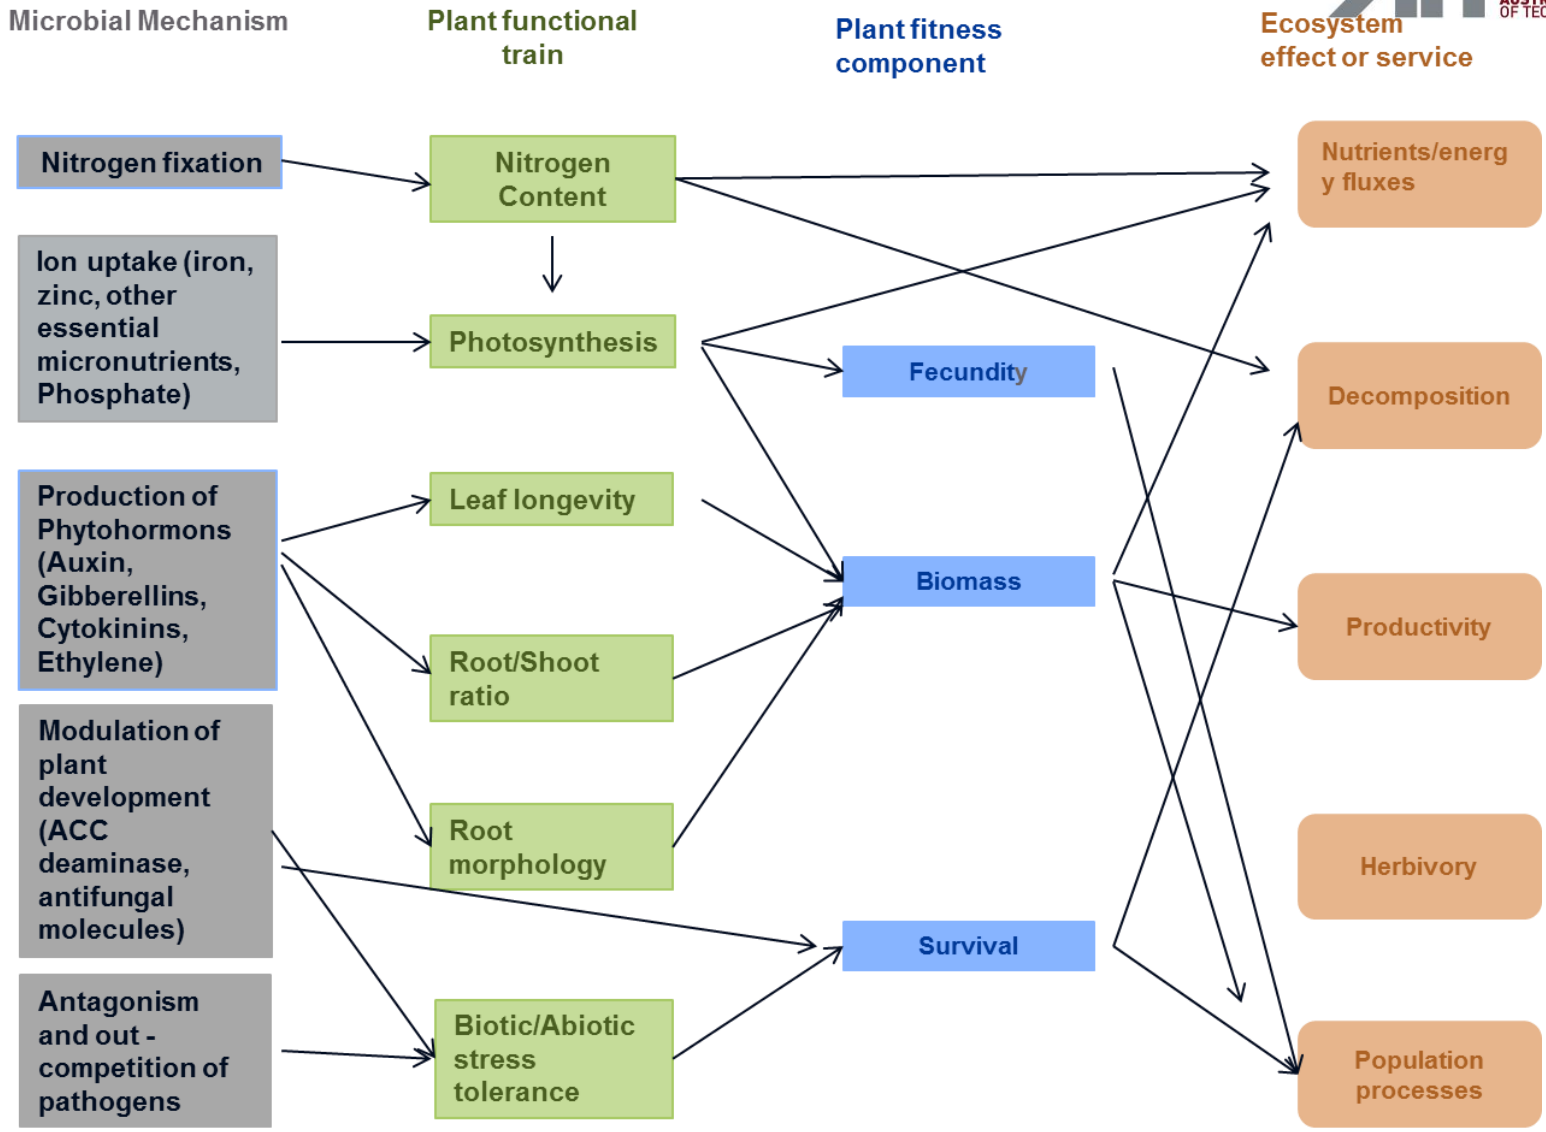 Microbial Mechanism
Plant functional
train
Plant fitness
component
OF TEC
Ecosystem
effect or service
Nitrogen fixation
Nitrogen
Content
Nutrients/energ
y fluxes
Ion uptake (iron,
zinc, other
essential
micronutrients,
Phosphate)
Photosynthesis
Fecundity
Decomposition
Production of
Phytohormons
(Auxin,
Gibberellins,
Cytokinins,
Ethylene)
Leaf longevity
Biomass
Productivity
Root/Shoot
ratio
Modulation of
plant
development
(ACC
deaminase,
antifungal
molecules)
Root
morphology
Herbivory
Survival
Antagonism
and out -
competition of
pathogens
Biotic/Abiotic
stress
tolerance
Population
processes